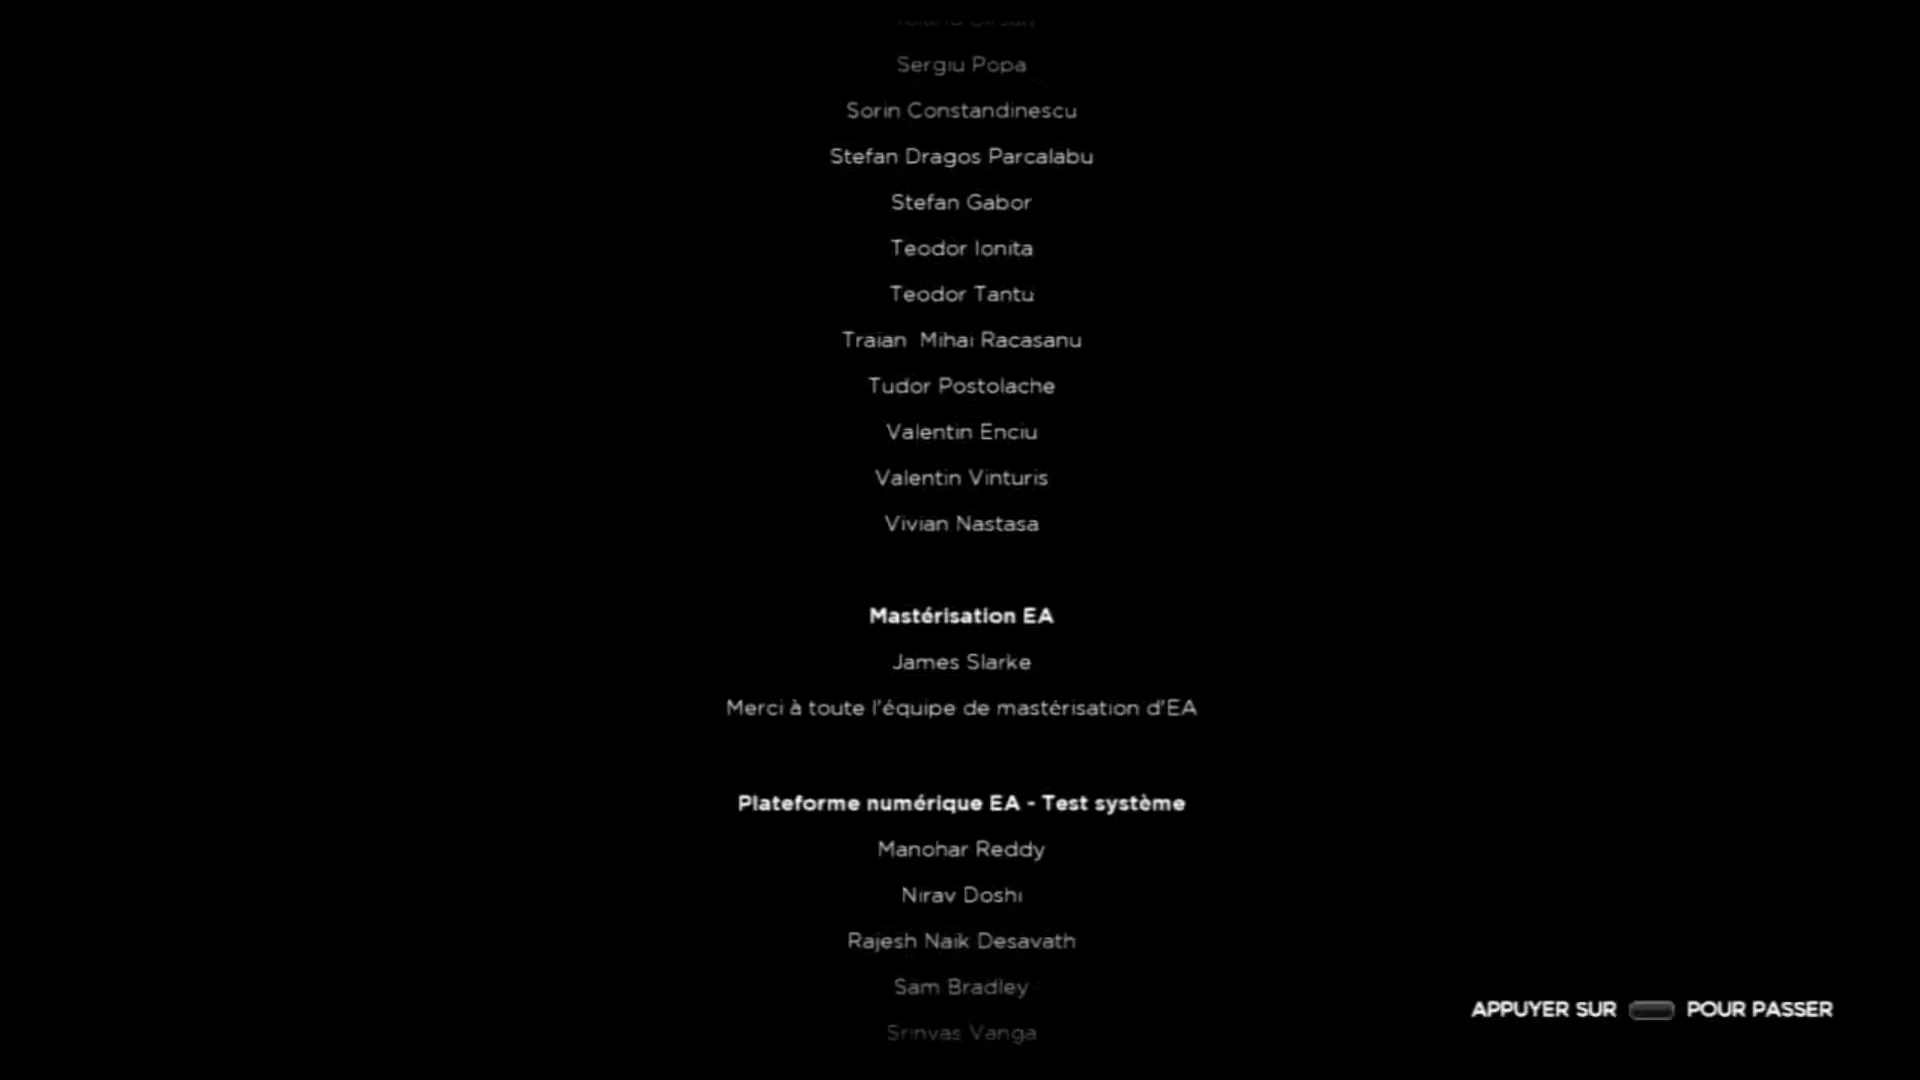 Sergiu Popa
Sorin Constandinescu
Stefan Dragos Parcalabu
Stefan Gabor
Teodor Ionita
Teodor Tantu
Traian  Mihai Racasanu
Tudor Postolache
Valentin Enciu
Valentin Vinturis
Vivian Nastasa
Mastérisation EA
James Slarke
Merci à toute l'équipe de mastérisation d'EA
Plateforme numérique EA - Test système
Manohar Reddy
Nirav Doshi
Rajesh Naik Desavath
Sam Bradley
Srinvas Vanga
APPUYER SUR POUR PASSER